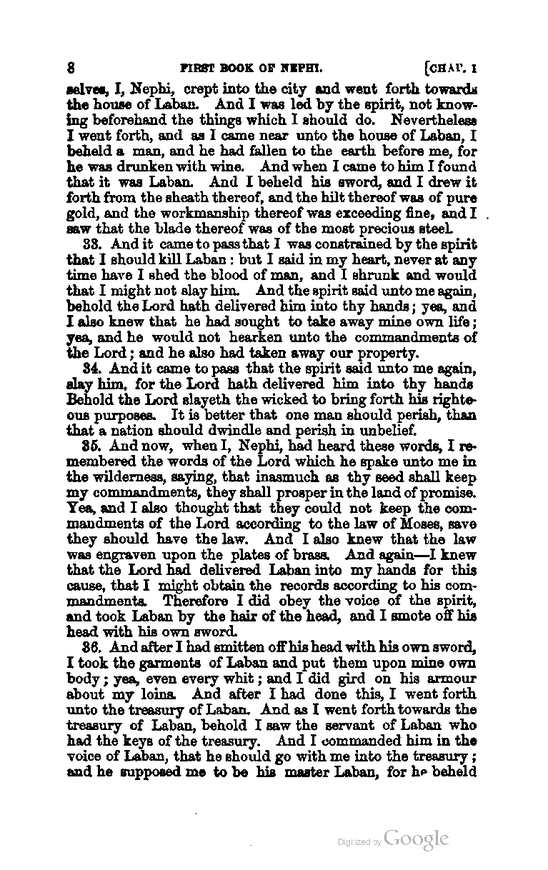 8 FIRST BOOK OF NEPHI. [CHAP. I
selves, I, Nephi, crept into the city and went forth towards
the house of Laban. And I was led by the spirit, not know-
ing beforehand the things which I should do. Nevertheless
I went forth, and as I came near unto the house of Laban, I
beheld a man, and he had fallen to the earth before me, for
he was drunken with wine. And when I came to him I found
that it was Laban. And I beheld his sword, and I drew it
forth from the sheath thereof, and the hilt thereof was of pure
gold, and the workmanship thereof was exceeding fine, and I
saw that the blade thereof was of the most precious steel.
33. And it came to pass that I was constrained by the spirit
that I should kill Laban: but I said in my heart, never at any
time have I shed the blood of man, and I shrunk and would
that I might not slay him. And the spirit said unto me again,
behold the Lord hath delivered him into thy hands; yea, and
I also knew that he had sought to take away mine own life;
yea, and he would not hearken unto the commandments of
the Lord; and he also had taken away our property.
34. And it came to pass that the spirit said unto me again,
slay him, for the Lord hath delivered him into thy hands
Behold the Lord slayeth the wicked to bring forth his righte-
ous purposes. It is better that one man should perish, than
that a nation should dwindle and perish in unbelief.
35. And now, when I, Nephi, had heard these words, I re-
membered the words of the Lord which he spake unto me in
the wilderness, saying, that inasmuch as thy seed shall keep
my commandments, they shall prosper in the land of promise.
Yea, and I also thought that they could not keep the com-
mandments of the Lord according to the law of Moses, save
they should have the law. And I also knew that the law
was engraven upon the plates of brass. And again—I knew
that the Lord had delivered Laban into my hands for this
cause, that I might obtain the records according to his com-
mandments. Therefore I did obey the voice of the spirit,
and took Laban by the hair of the head, and I smote off his
head with his own sword.
36. And after I had smitten off his head with his own sword,
I took the garments of Laban and put them upon mine own
body; yea, even every whit; and I did gird on his armour
about my loins. And after I had done this, I went forth
unto the treasury of Laban. And as I went forth towards the
treasury of Laban, behold I saw the servant of Laban who
had the keys of the treasury. And I commanded him in the
voice of Laban, that he should go with me into the treasury;
and he supposed me to be his master Laban, for he beheld
Digitized by Google